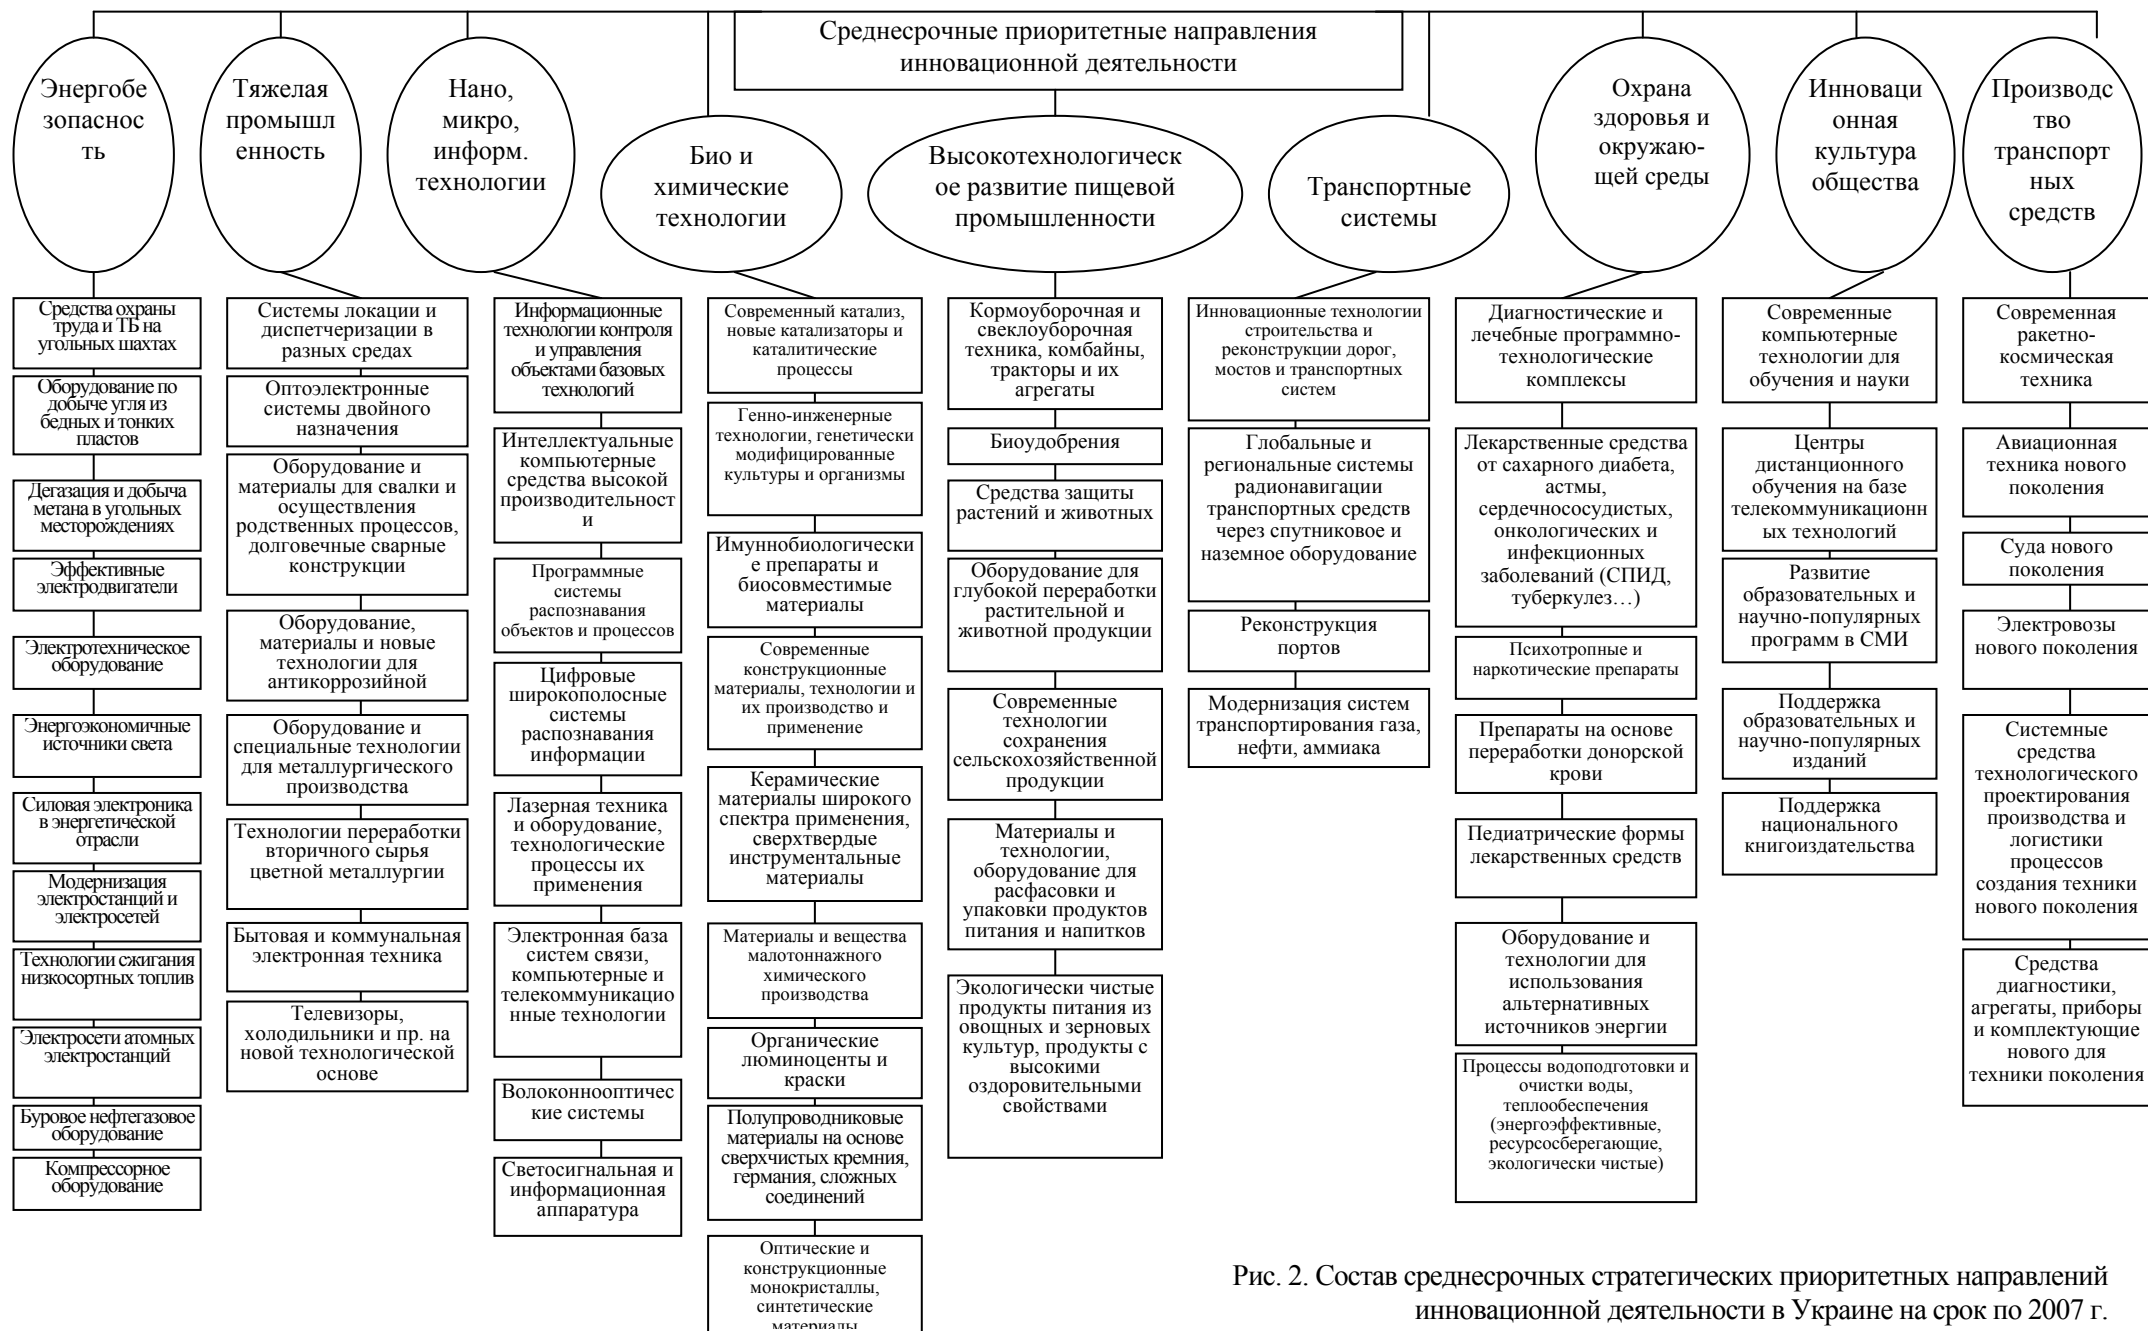 Среднесрочные приоритетные направления
инновационной деятельности
Энергобе
зопаснос
ть
Тяжелая
промышл
енность
Нано,
микро,
информ.
технологии
Био и
химические
технологии
Высокотехнологическ
ое развитие пищевой
промышленности
Транспортные
системы
Охрана
здоровья и
окружаю-
щей среды
Инноваци
онная
культура
общества
Производс
тво
транспорт
ных
средств
Средства охраны
труда и ТБ на
угольных шахтах
Оборудование по
добыче угля из
бедных и тонких
пластов
Дегазация и добыча
метана в угольных
месторождениях
Эффективные
электродвигатели
Электротехническое
оборудование
Энергоэкономичные
источники света
Силовая электроника
в энергетической
отрасли
Модернизация
электростанций и
электросетей
Технологии сжигания
низкосортных топлив
Электросети атомных
электростанций
Буровое нефтегазовое
оборудование
Компрессорное
оборудование
Системы локации и
диспетчеризации в
разных средах
Оптоэлектронные
системы двойного
назначения
Оборудование и
материалы для свалки и
осуществления
родственных процессов,
долговечные сварные
конструкции
Оборудование,
материалы и новые
технологии для
антикоррозийной
Оборудование и
специальные технологии
для металлургического
производства
Технологии переработки
вторичного сырья
цветной металлургии
Бытовая и коммунальная
электронная техника
Телевизоры,
холодильники и пр. на
новой технологической
основе
Информационные
технологии контроля
и управления
объектами базовых
технологий
Интеллектуальные
компьютерные
средства высокой
производительност
и
Программные
системы
распознавания
объектов и процессов
Цифровые
широкополосные
системы
распознавания
информации
Лазерная техника
и оборудование,
технологические
процессы их
применения
Электронная база
систем связи,
компьютерные и
телекоммуникацио
нные технологии
Волоконнооптичес
кие системы
Светосигнальная и
информационная
аппаратура
Современный катализ,
новые катализаторы и
каталитические
процессы
Генно-инженерные
технологии, генетически
модифицированные
культуры и организмы
Имуннобиологически
е препараты и
биосовместимые
материалы
Современные
конструкционные
материалы, технологии и
их производство и
применение
Керамические
материалы широкого
спектра применения,
сверхтвердые
инструментальные
материалы
Материалы и вещества
малотоннажного
химического
производства
Органические
люминоценты и
краски
Полупроводниковые
материалы на основе
сверхчистых кремния,
германия, сложных
соединений
Оптические и
конструкционные
монокристаллы,
синтетические
материалы
Кормоуборочная и
свеклоуборочная
техника, комбайны,
тракторы и их
агрегаты
Биоудобрения
Средства защиты
растений и животных
Оборудование для
глубокой переработки
растительной и
животной продукции
Современные
технологии
сохранения
сельскохозяйственной
продукции
Материалы и
технологии,
оборудование для
расфасовки и
упаковки продуктов
питания и напитков
Экологически чистые
продукты питания из
овощных и зерновых
культур, продукты с
высокими
оздоровительными
свойствами
Инновационные технологии
строительства и
реконструкции дорог,
мостов и транспортных
систем
Глобальные и
региональные системы
радионавигации
транспортных средств
через спутниковое и
наземное оборудование
Реконструкция
портов
Модернизация систем
транспортирования газа,
нефти, аммиака
Диагностические и
лечебные программно-
технологические
комплексы
Лекарственные средства
от сахарного диабета,
астмы,
сердечнососудистых,
онкологических и
инфекционных
заболеваний (СПИД,
туберкулез…)
Психотропные и
наркотические препараты
Препараты на основе
переработки донорской
крови
Педиатрические формы
лекарственных средств
Оборудование и
технологии для
использования
альтернативных
источников энергии
Процессы водоподготовки и
очистки воды,
теплообеспечения
(энергоэффективные,
ресурсосберегающие,
экологически чистые)
Современные
компьютерные
технологии для
обучения и науки
Центры
дистанционного
обучения на базе
телекоммуникационн
ых технологий
Развитие
образовательных и
научно-популярных
программ в СМИ
Поддержка
образовательных и
научно-популярных
изданий
Поддержка
национального
книгоиздательства
Современная
ракетно-
космическая
техника
Авиационная
техника нового
поколения
Суда нового
поколения
Электровозы
нового поколения
Системные
средства
технологического
проектирования
производства и
логистики
процессов
создания техники
нового поколения
Средства
диагностики,
агрегаты, приборы
и комплектующие
нового для
техники поколения
Рис. 2. Состав среднесрочных стратегических приоритетных направлений
инновационной деятельности в Украине на срок по 2007 г.